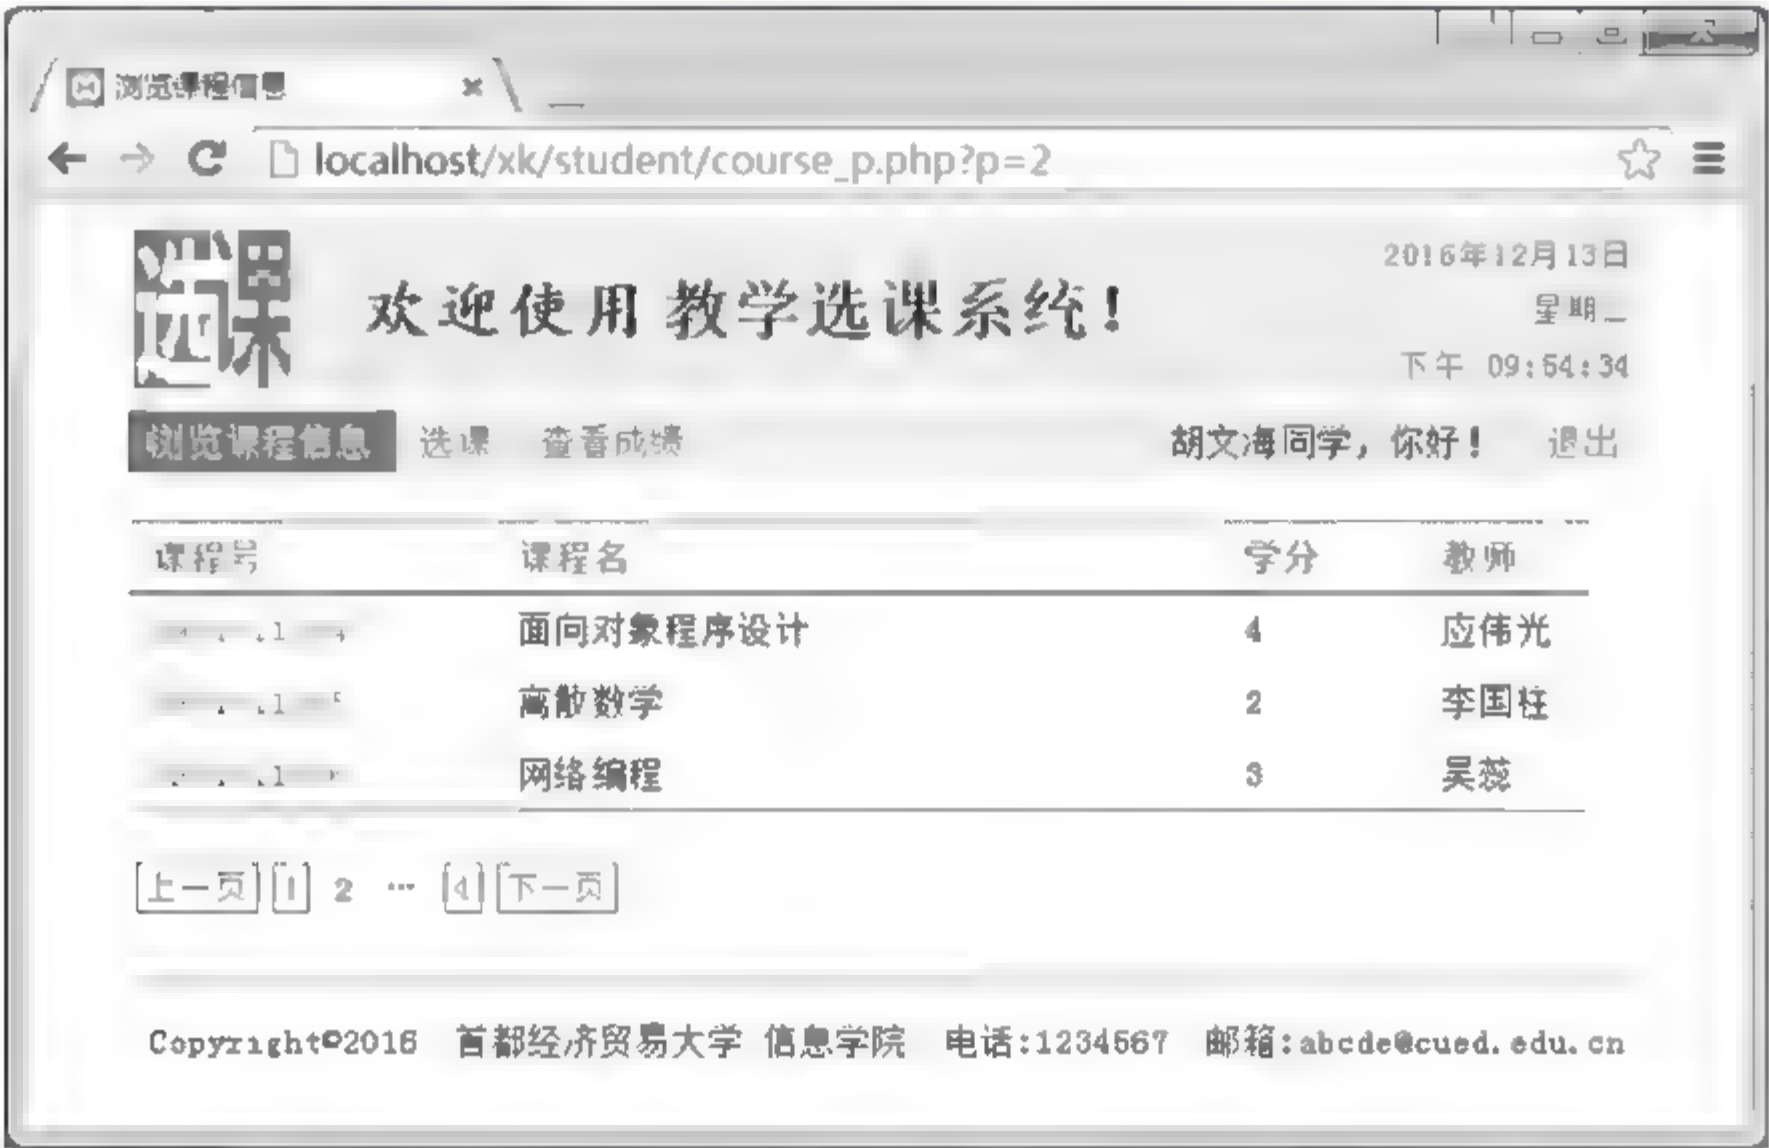 浏览课程信息
localhost/xk/student/course_p.php?p=2
选课
欢迎使用教学选课系统!
2016年12月13日
星期二
下午 09:54:34
浏览课程信息 选课 查看成绩 胡文海同学，你好! 退出
课程号 课程名 学分 教师
面向对象程序设计 4 应伟光
离散数学 2 李国柱
网络编程 3 吴蕊
上一页 1 2 … 4 下一页
Copyright©2016 首都经济贸易大学 信息学院 电话:1234567 邮箱:abcde@cued.edu.cn